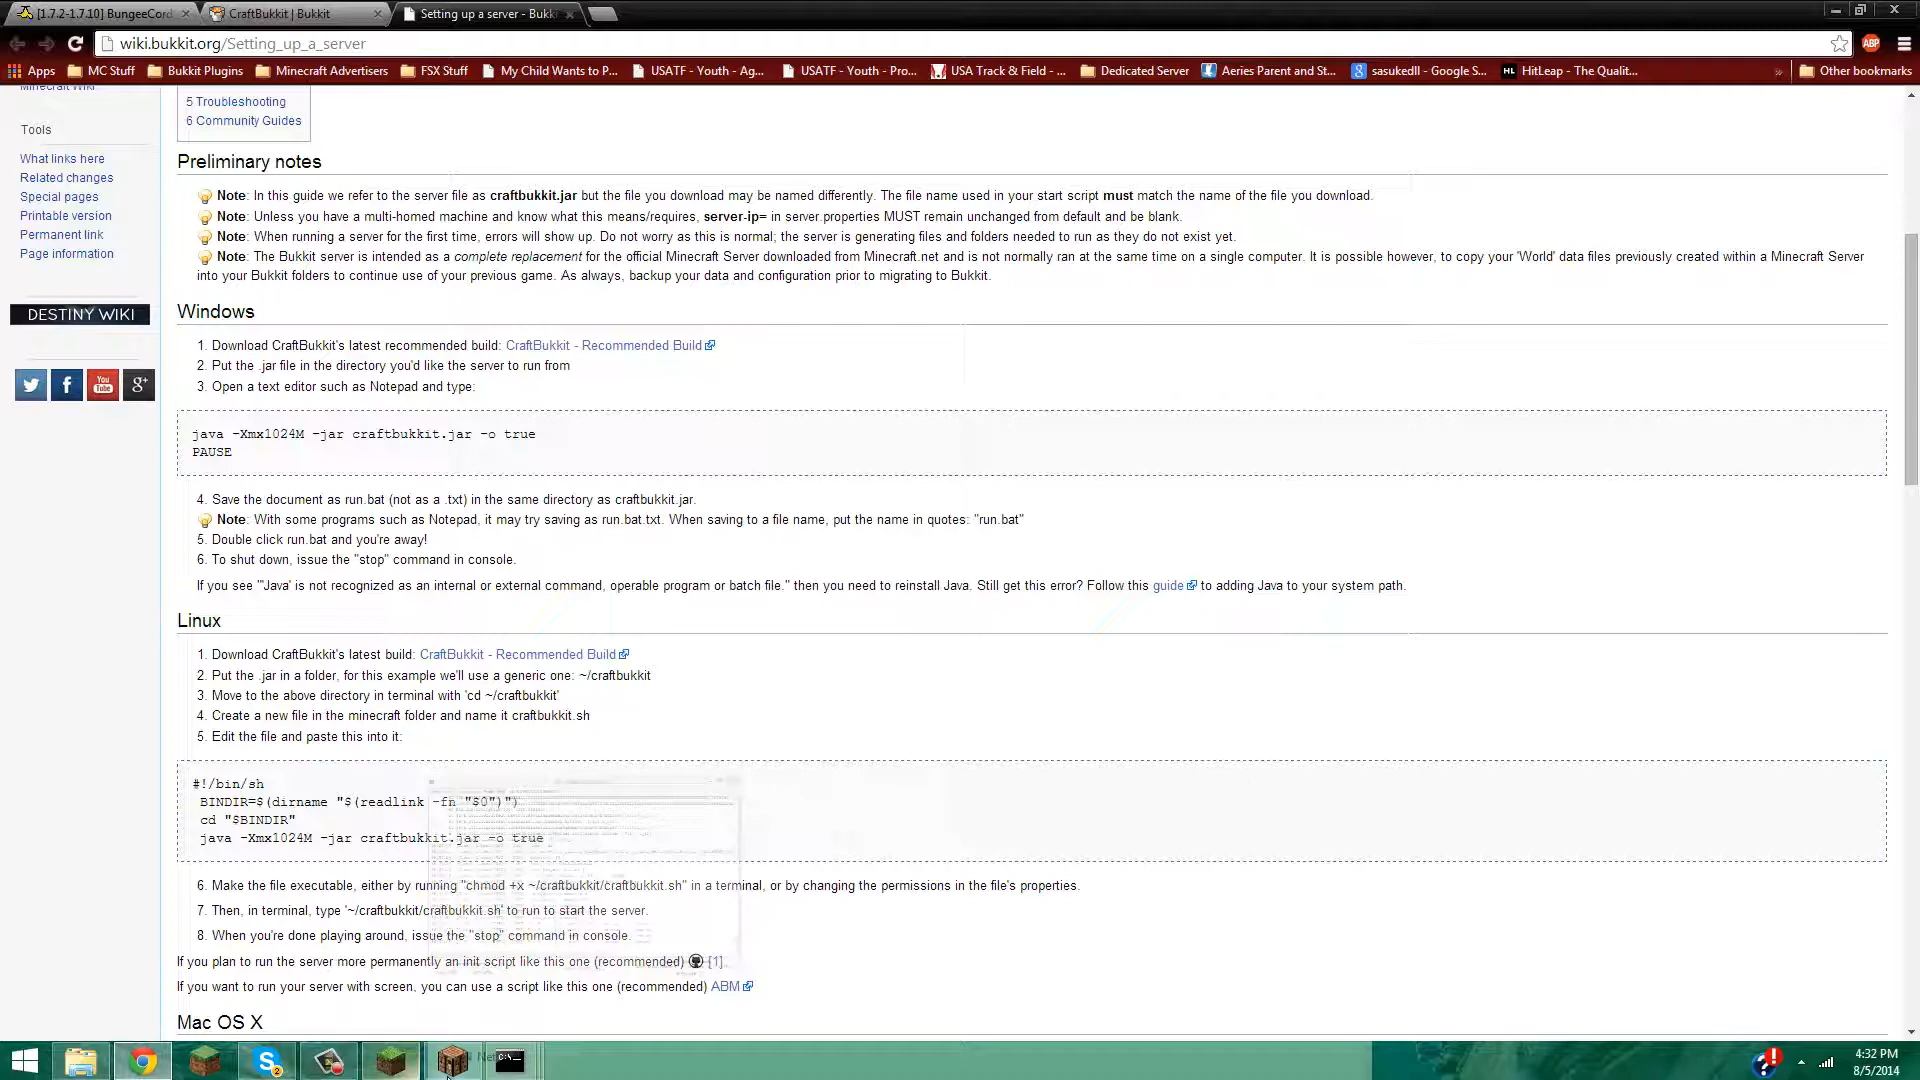 [1.7.2-1.7.10] BungeeCord
CraftBukkit | Bukkit
Setting up a server - Bukki
wiki.bukkit.org/Setting_up_a_server
ABP
Apps
MC Stuff
Bukkit Plugins
Minecraft Advertisers
FSX Stuff
My Child Wants to P...
USATF - Youth - Ag...
USATF - Youth - Pro...
USA Track & Field - ...
Dedicated Server
Aeries Parent and St...
sasukedll - Google S...
HL
HitLeap - The Qualit...
»
Other bookmarks
Minecraft Wiki
Tools
What links here
Related changes
Special pages
Printable version
Permanent link
Page information
DESTINY WIKI
You Tube
g+
5 Troubleshooting
6 Community Guides
Preliminary notes
Note: In this guide we refer to the server file as craftbukkit.jar but the file you download may be named differently. The file name used in your start script must match the name of the file you download.
Note: Unless you have a multi-homed machine and know what this means/requires, server-ip= in server.properties MUST remain unchanged from default and be blank.
Note: When running a server for the first time, errors will show up. Do not worry as this is normal; the server is generating files and folders needed to run as they do not exist yet.
Note: The Bukkit server is intended as a complete replacement for the official Minecraft Server downloaded from Minecraft.net and is not normally ran at the same time on a single computer. It is possible however, to copy your 'World' data files previously created within a Minecraft Server
into your Bukkit folders to continue use of your previous game. As always, backup your data and configuration prior to migrating to Bukkit.
Windows
1. Download CraftBukkit's latest recommended build: CraftBukkit - Recommended Build
2. Put the .jar file in the directory you'd like the server to run from
3. Open a text editor such as Notepad and type:
java -Xmx1024M -jar craftbukkit.jar -o true
PAUSE
4. Save the document as run.bat (not as a .txt) in the same directory as craftbukkit.jar.
Note: With some programs such as Notepad, it may try saving as run.bat.txt. When saving to a file name, put the name in quotes: "run.bat"
5. Double click run.bat and you're away!
6. To shut down, issue the "stop" command in console.
If you see "'Java' is not recognized as an internal or external command, operable program or batch file." then you need to reinstall Java. Still get this error? Follow this guide to adding Java to your system path.
Linux
1. Download CraftBukkit's latest build: CraftBukkit - Recommended Build
2. Put the .jar in a folder, for this example we'll use a generic one: ~/craftbukkit
3. Move to the above directory in terminal with 'cd ~/craftbukkit'
4. Create a new file in the minecraft folder and name it craftbukkit.sh
5. Edit the file and paste this into it:
#!/bin/sh
BINDIR=$(dirname "$(readlink -fn "$0")")
cd "$BINDIR"
java -Xmx1024M -jar craftbukkit.jar -o true
6. Make the file executable, either by running "chmod +x ~/craftbukkit/craftbukkit.sh" in a terminal, or by changing the permissions in the file's properties.
7. Then, in terminal, type '~/craftbukkit/craftbukkit.sh' to run to start the server.
8. When you're done playing around, issue the "stop" command in console.
If you plan to run the server more permanently an init script like this one (recommended) [1].
If you want to run your server with screen, you can use a script like this one (recommended) ABM
Mac OS X
2
C:\
4:32 PM
8/5/2014